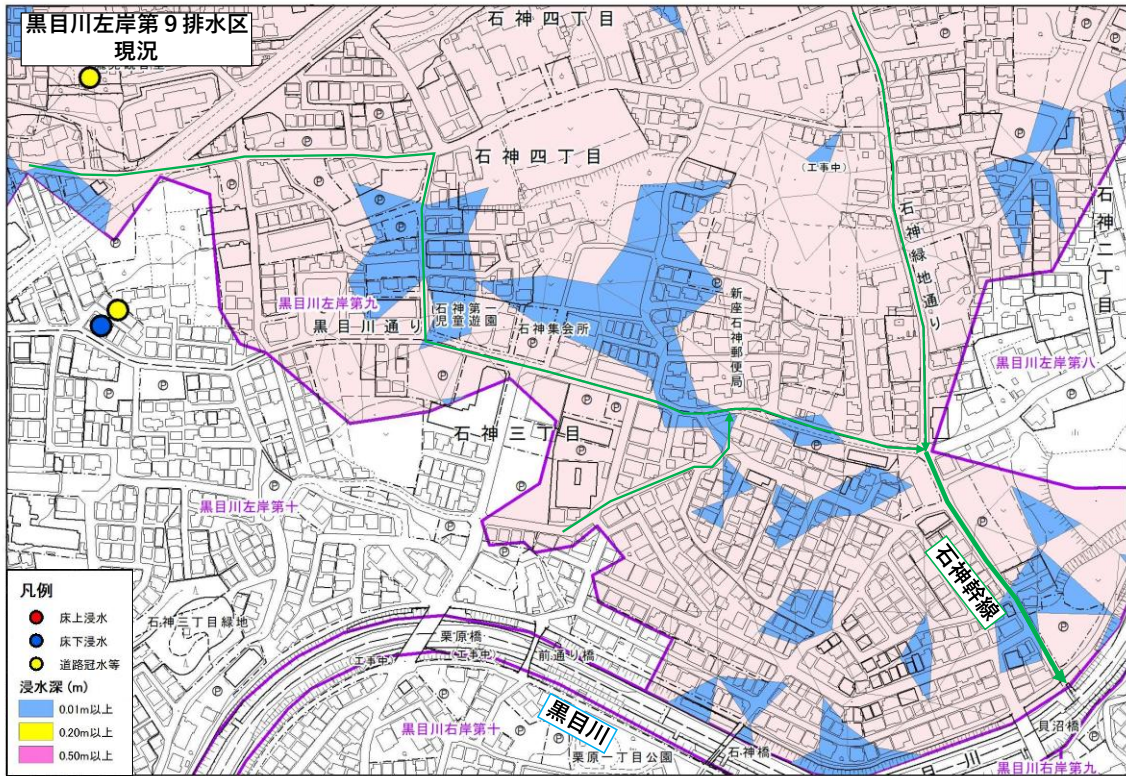 黒目川左岸第9排水区
現況
石神四丁目
石神四丁目
(工事中)
石神緑地通り
石神二丁目
黒目川左岸第九
黒目川通り
石神第
児童遊園
石神集会所
新座石神郵便局
黒目川左岸第八
石神三丁目
黒目川左岸第十
石神幹線
凡例
床上浸水
床下浸水
道路冠水等
浸水深(m)
0.01m以上
0.20m以上
0.50m以上
石神三丁目緑地
栗原橋
(工事中)
(工事中)
前通り橋
黒目川
黒目川右岸第十
栗原一丁目公園
石神橋
貝沼橋
黒目川右岸第九